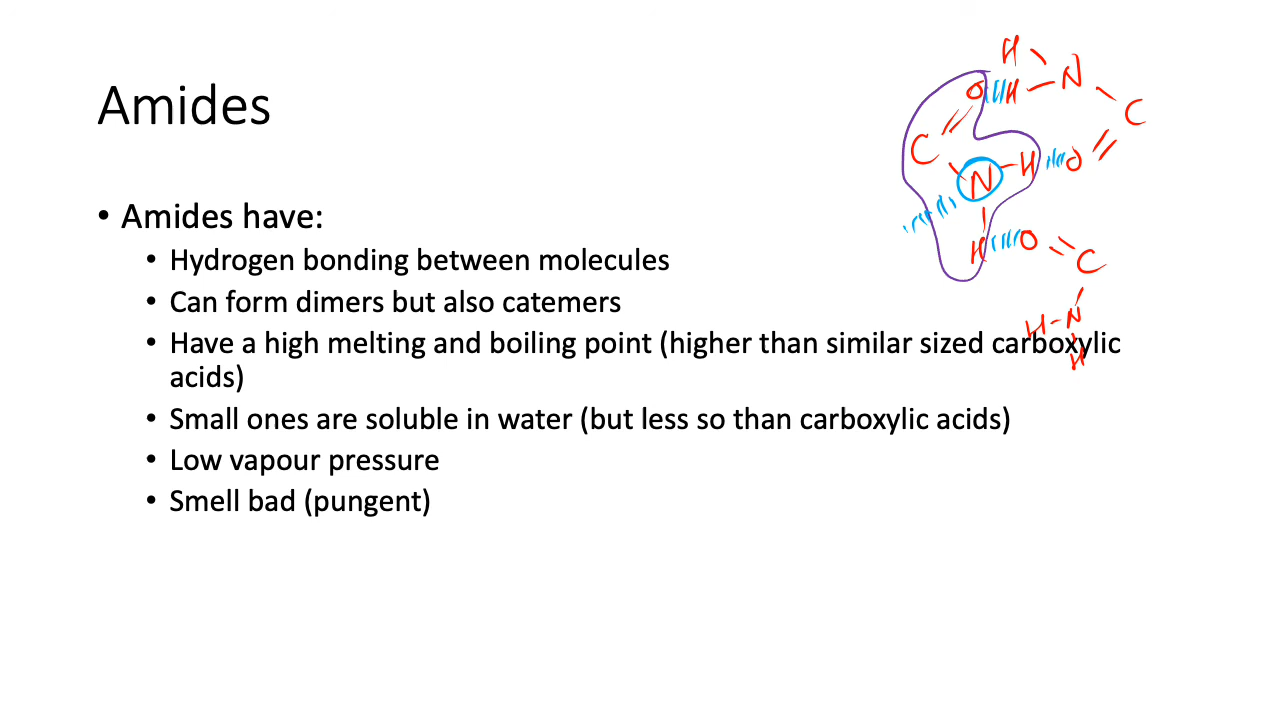 Amides
• Amides have:
• Hydrogen bonding between molecules
• Can form dimers but also catemers
• Have a high melting and boiling point (higher than similar sized carboxylic
acids)
• Small ones are soluble in water (but less so than carboxylic acids)
• Low vapour pressure
• Smell bad (pungent)
H
O H N
C
C
N H O
H O
C
H N
H